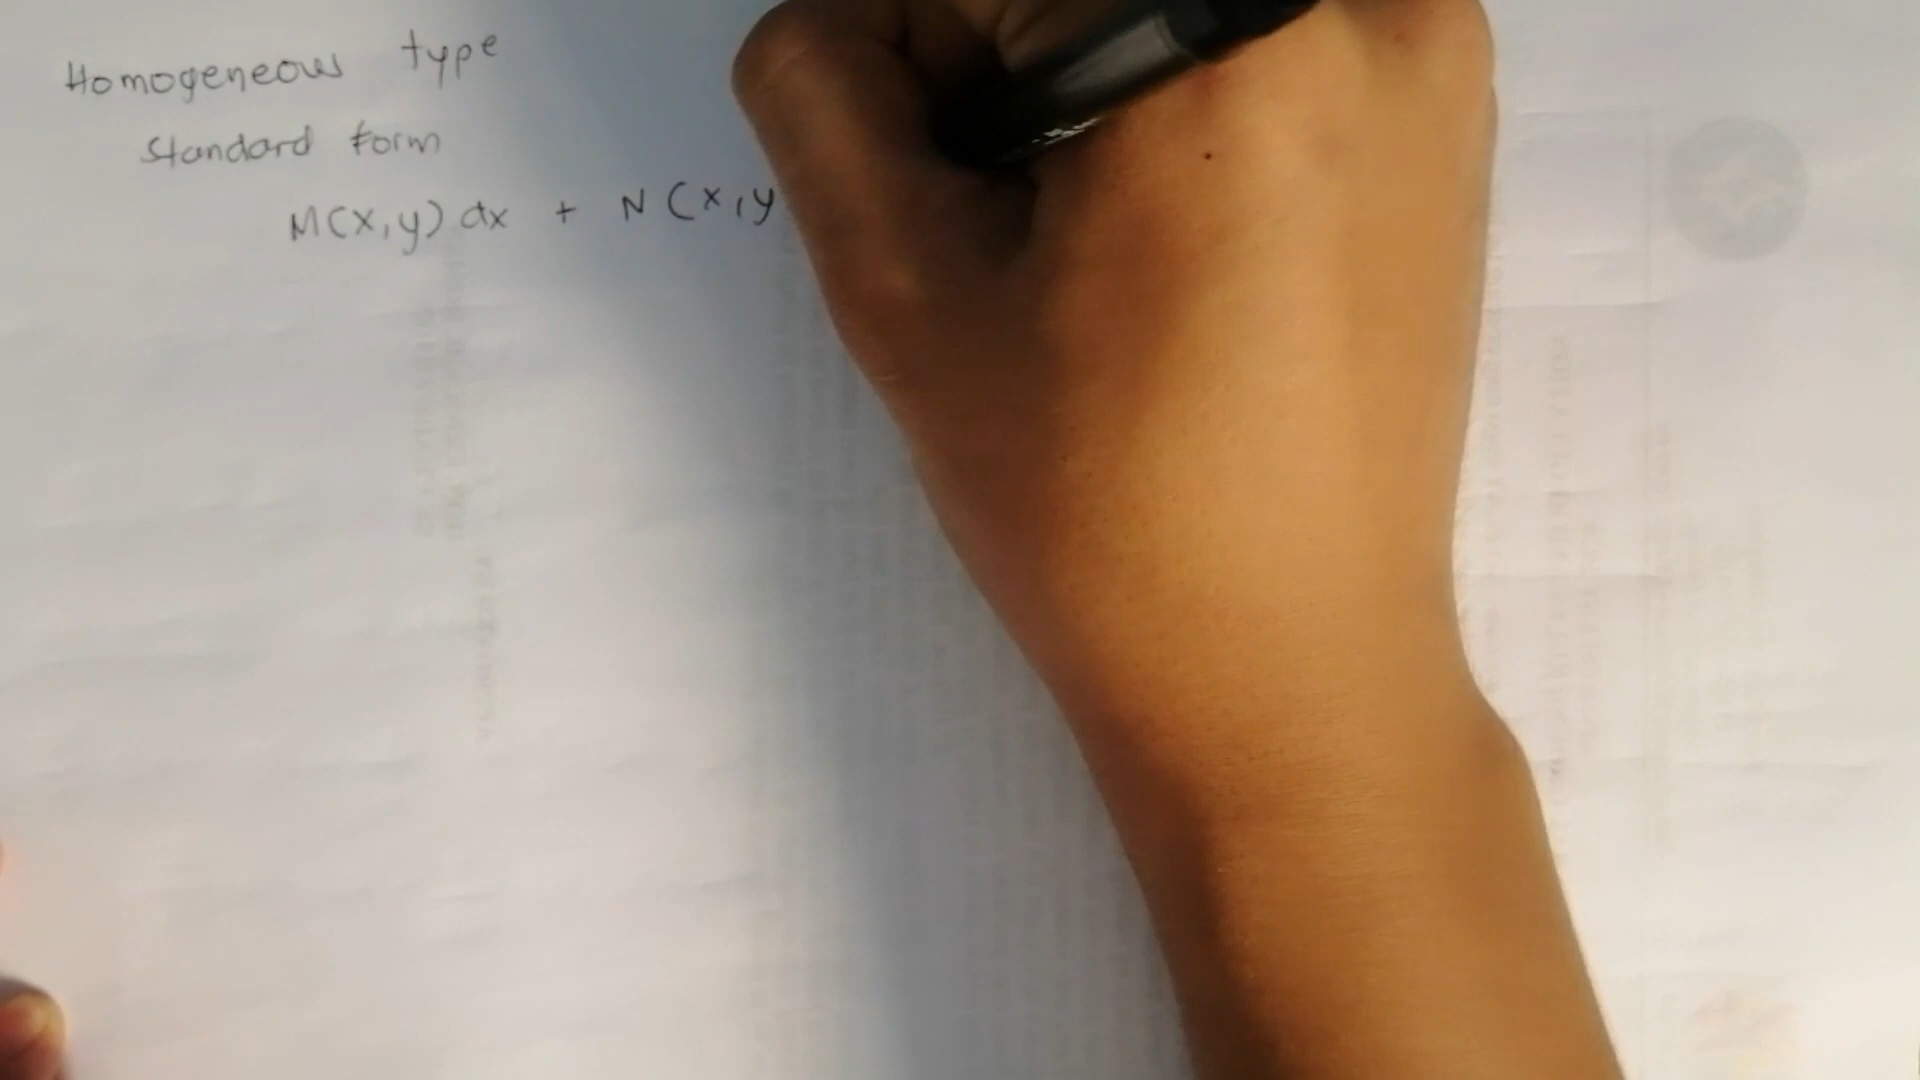 Homogeneous type
Standard form
M(x,y) dx + N (x,y